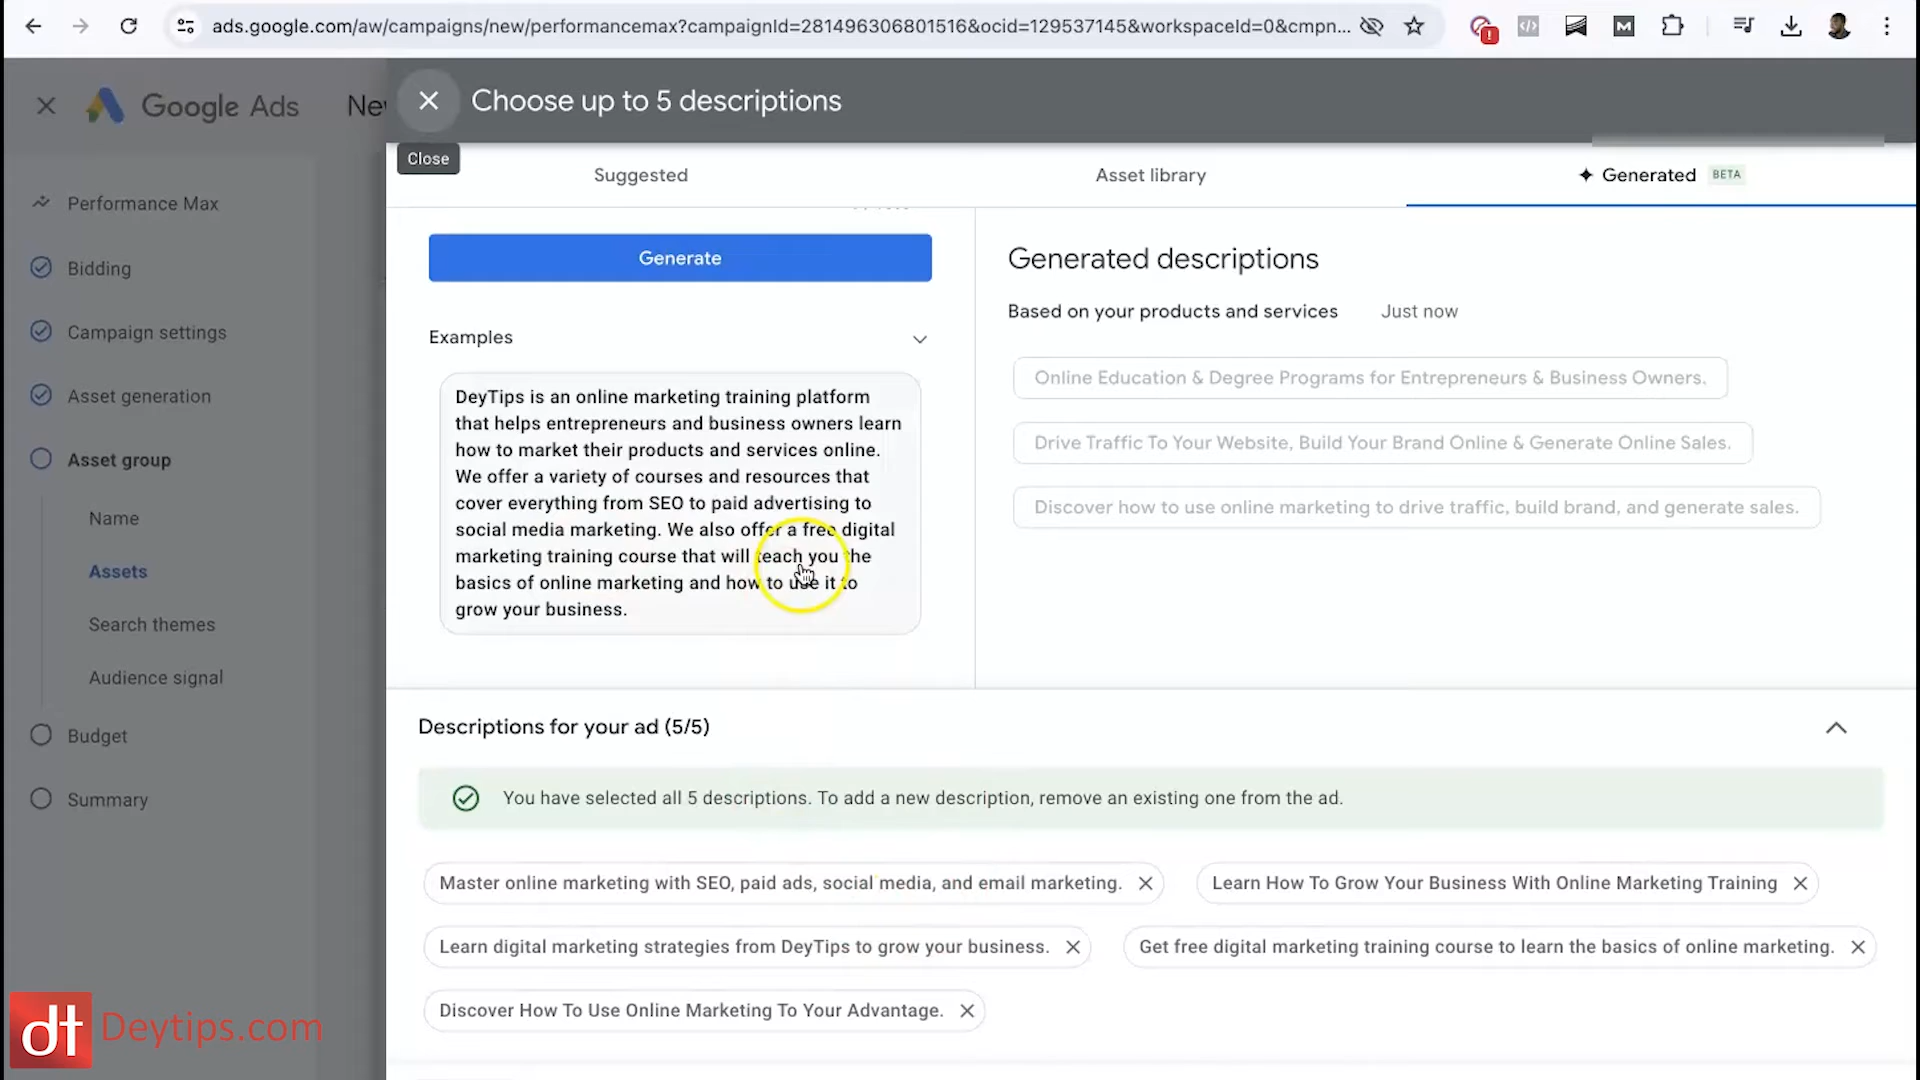 ads.google.com/aw/campaigns/new/performancemax?campaignId=281496306801516&ocid=129537145&workspaceId=0&cmpn...
Google Ads
New
Choose up to 5 descriptions
Close
Suggested
Asset library
Generated BETA
Performance Max
Bidding
Campaign settings
Asset generation
Asset group
Name
Assets
Search themes
Audience signal
Budget
Summary
Generate
Examples
DeyTips is an online marketing training platform
that helps entrepreneurs and business owners learn
how to market their products and services online.
We offer a variety of courses and resources that
cover everything from SEO to paid advertising to
social media marketing. We also offer a free digital
marketing training course that will teach you the
basics of online marketing and how to use it to
grow your business.
Generated descriptions
Based on your products and services Just now
Online Education & Degree Programs for Entrepreneurs & Business Owners.
Drive Traffic To Your Website, Build Your Brand Online & Generate Online Sales.
Discover how to use online marketing to drive traffic, build brand, and generate sales.
Descriptions for your ad (5/5)
You have selected all 5 descriptions. To add a new description, remove an existing one from the ad.
Master online marketing with SEO, paid ads, social media, and email marketing.
Learn How To Grow Your Business With Online Marketing Training
Learn digital marketing strategies from DeyTips to grow your business.
Get free digital marketing training course to learn the basics of online marketing.
Discover How To Use Online Marketing To Your Advantage.
dt Deytips.com